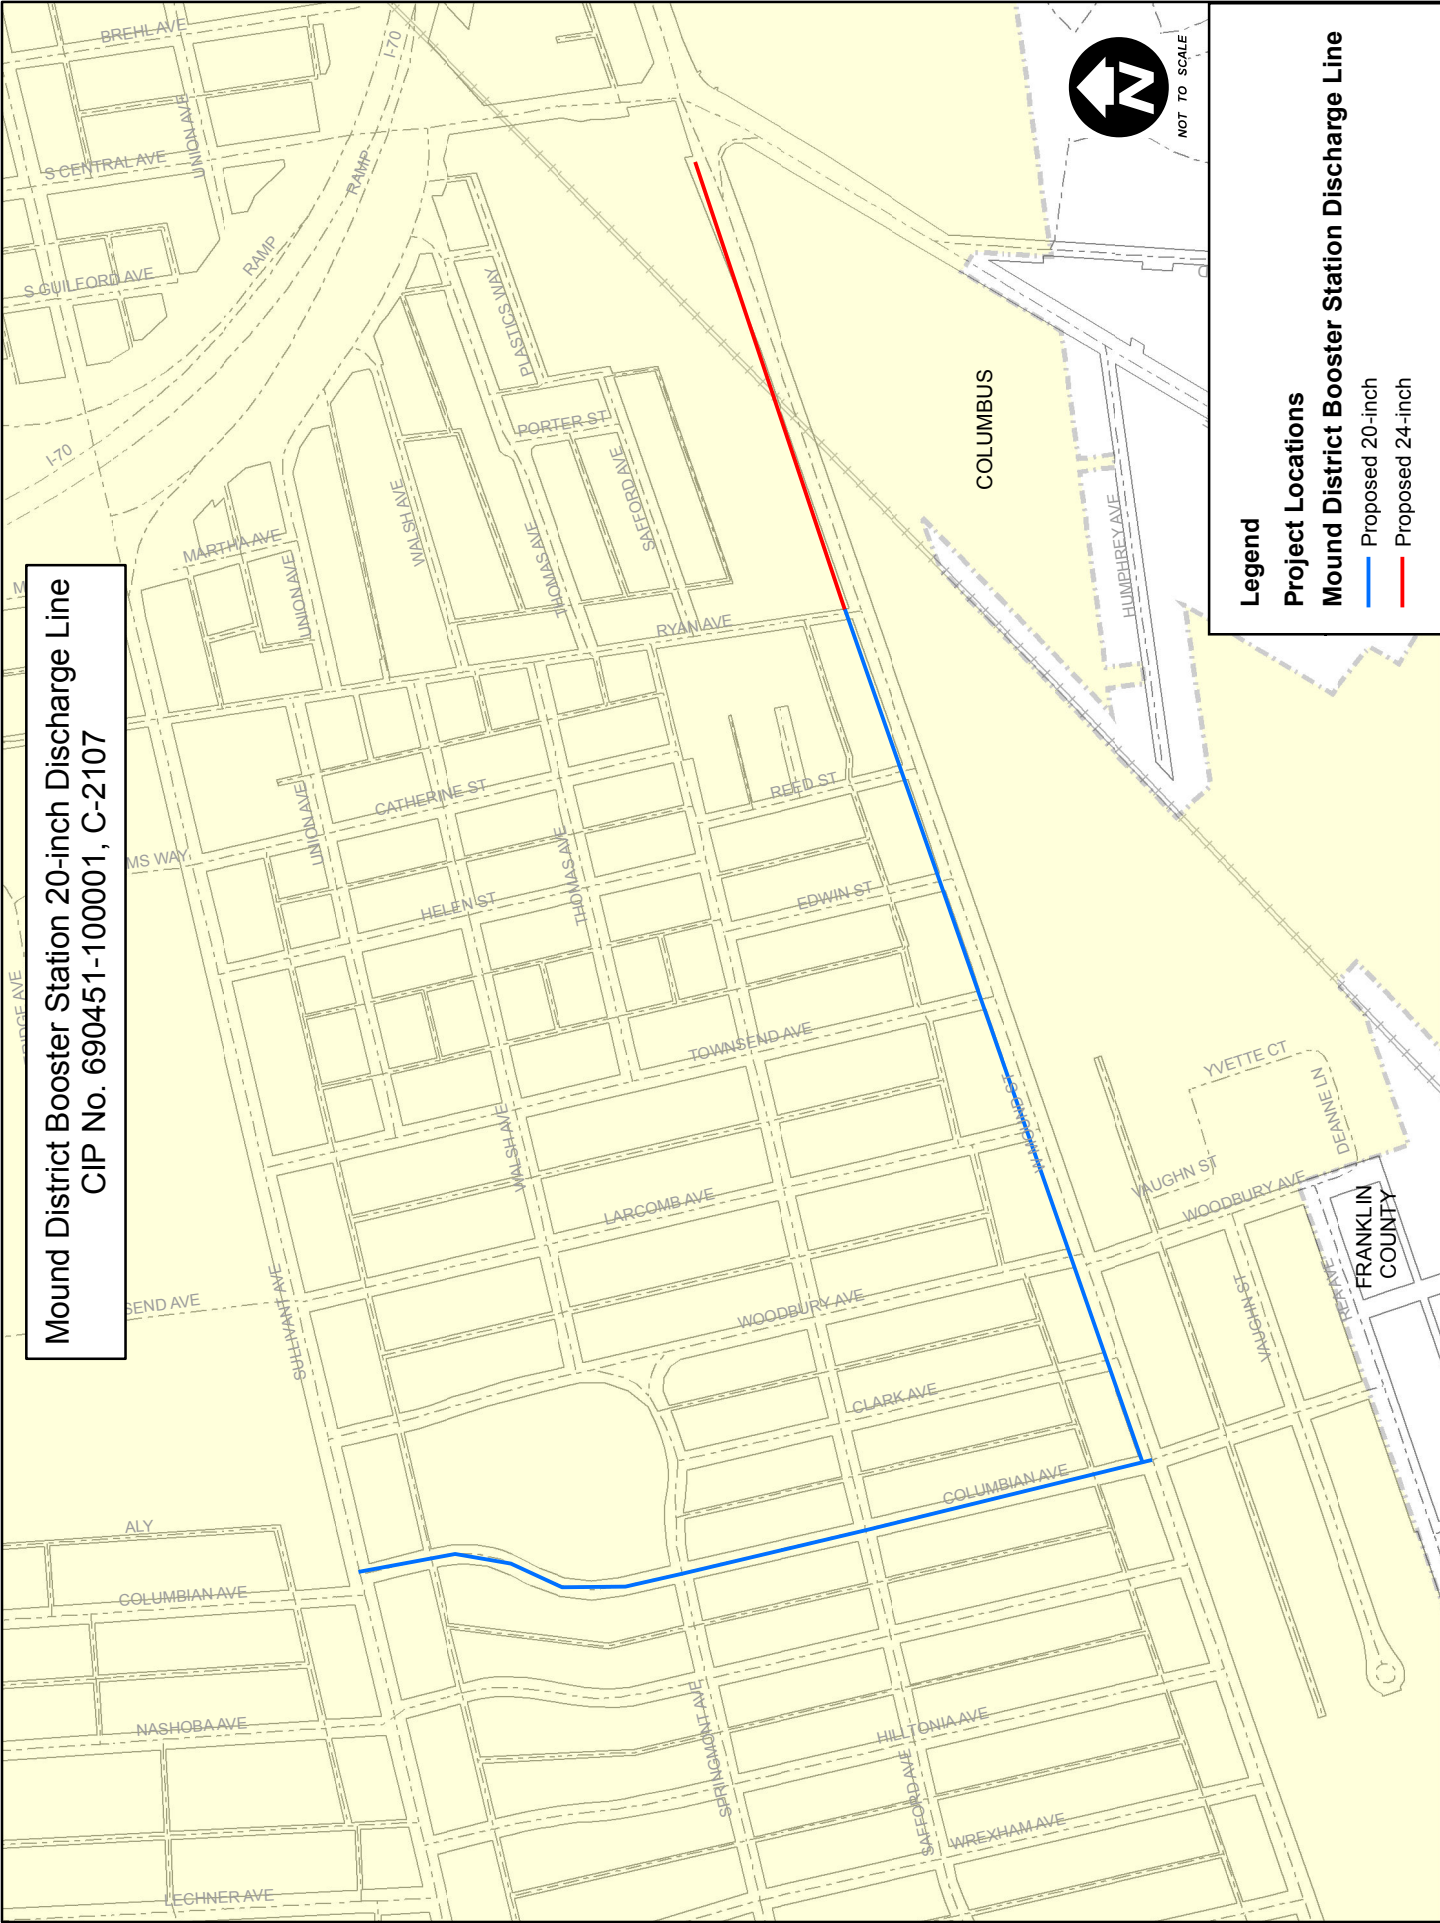 Mound District Booster Station 20-inch Discharge Line
CIP No. 690451-100001, C-2107
BREHL AVE
UNION AVE
S CENTRAL AVE
S GUILFORD AVE
I-70
RAMP
RAMP
I-70
PLASTICS WAY
PORTER ST
SAFFORD AVE
WALSH AVE
THOMAS AVE
MARTHA AVE
UNION AVE
RYAN AVE
MS WAY
UNION AVE
CATHERINE ST
HELEN ST
THOMAS AVE
REED ST
EDWIN ST
TOWNSEND AVE
WALSH AVE
LARCOMB AVE
W MOUND ST
SEND AVE
SULLIVANT AVE
WOODBURY AVE
CLARK AVE
COLUMBIAN AVE
ALY
COLUMBIAN AVE
NASHOBA AVE
LECHNER AVE
SPRINGMONT AVE
HILLTONIA AVE
SAFFORD AVE
WREXHAM AVE
COLUMBUS
HUMPHREY AVE
YVETTE CT
DEANNE LN
VAUGHN ST
WOODBURY AVE
VAUGHN ST
REA AVE
FRANKLIN
COUNTY
N
NOT TO SCALE
Legend
Project Locations
Mound District Booster Station Discharge Line
Proposed 20-inch
Proposed 24-inch